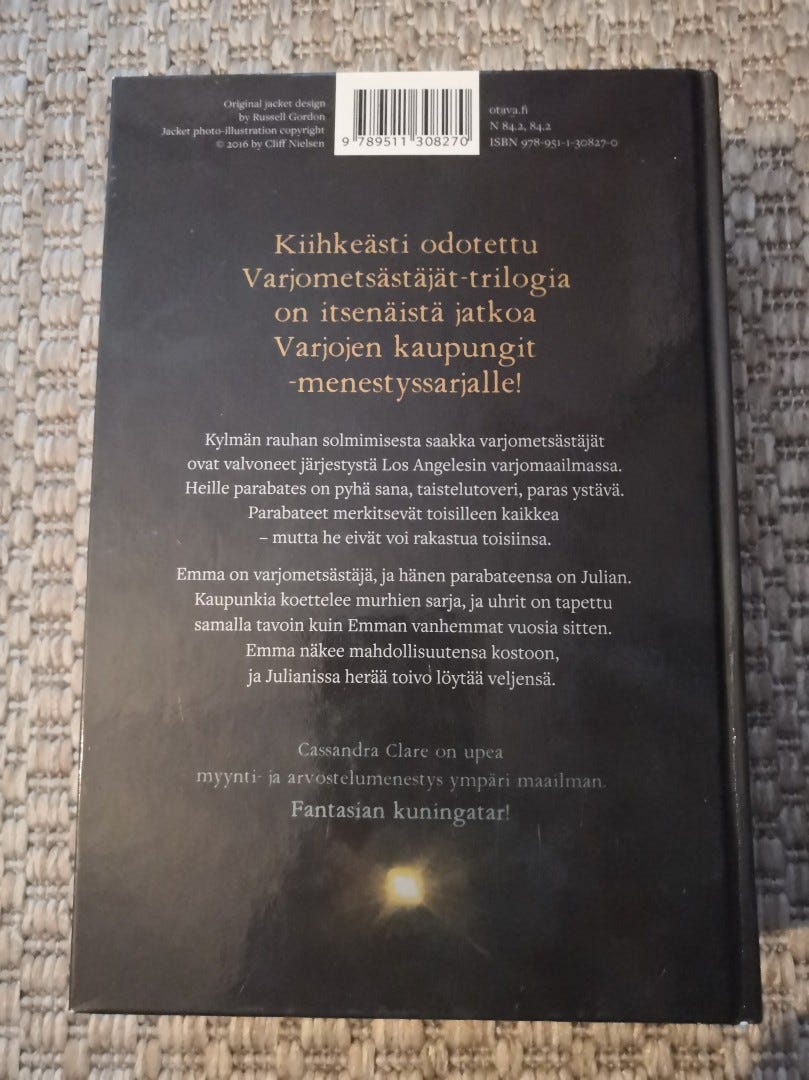 Original jacket design
by Russell Gordon
Jacket photo-illustration copyright
© 2016 by Cliff Nielsen
9 789511 308270
otava.fi
N 84.2, 84.2
ISBN 978-951-1-30827-0
Kiihkeästi odotettu
Varjometsästäjät-trilogia
on itsenäistä jatkoa
Varjojen kaupungit
-menestyssarjalle!
Kylmän rauhan solmimisesta saakka varjometsästäjät
ovat valvoneet järjestystä Los Angelesin varjomaailmassa.
Heille parabates on pyhä sana, taistelutoveri, paras ystävä.
Parabateet merkitsevät toisilleen kaikkea
– mutta he eivät voi rakastua toisiinsa.
Emma on varjometsästäjä, ja hänen parabateensa on Julian.
Kaupunkia koettelee murhien sarja, ja uhrit on tapettu
samalla tavoin kuin Emman vanhemmat vuosia sitten.
Emma näkee mahdollisuutensa kostoon,
ja Julianissa herää toivo löytää veljensä.
Cassandra Clare on upea
myynti- ja arvostelumenestys ympäri maailman.
Fantasian kuningatar!